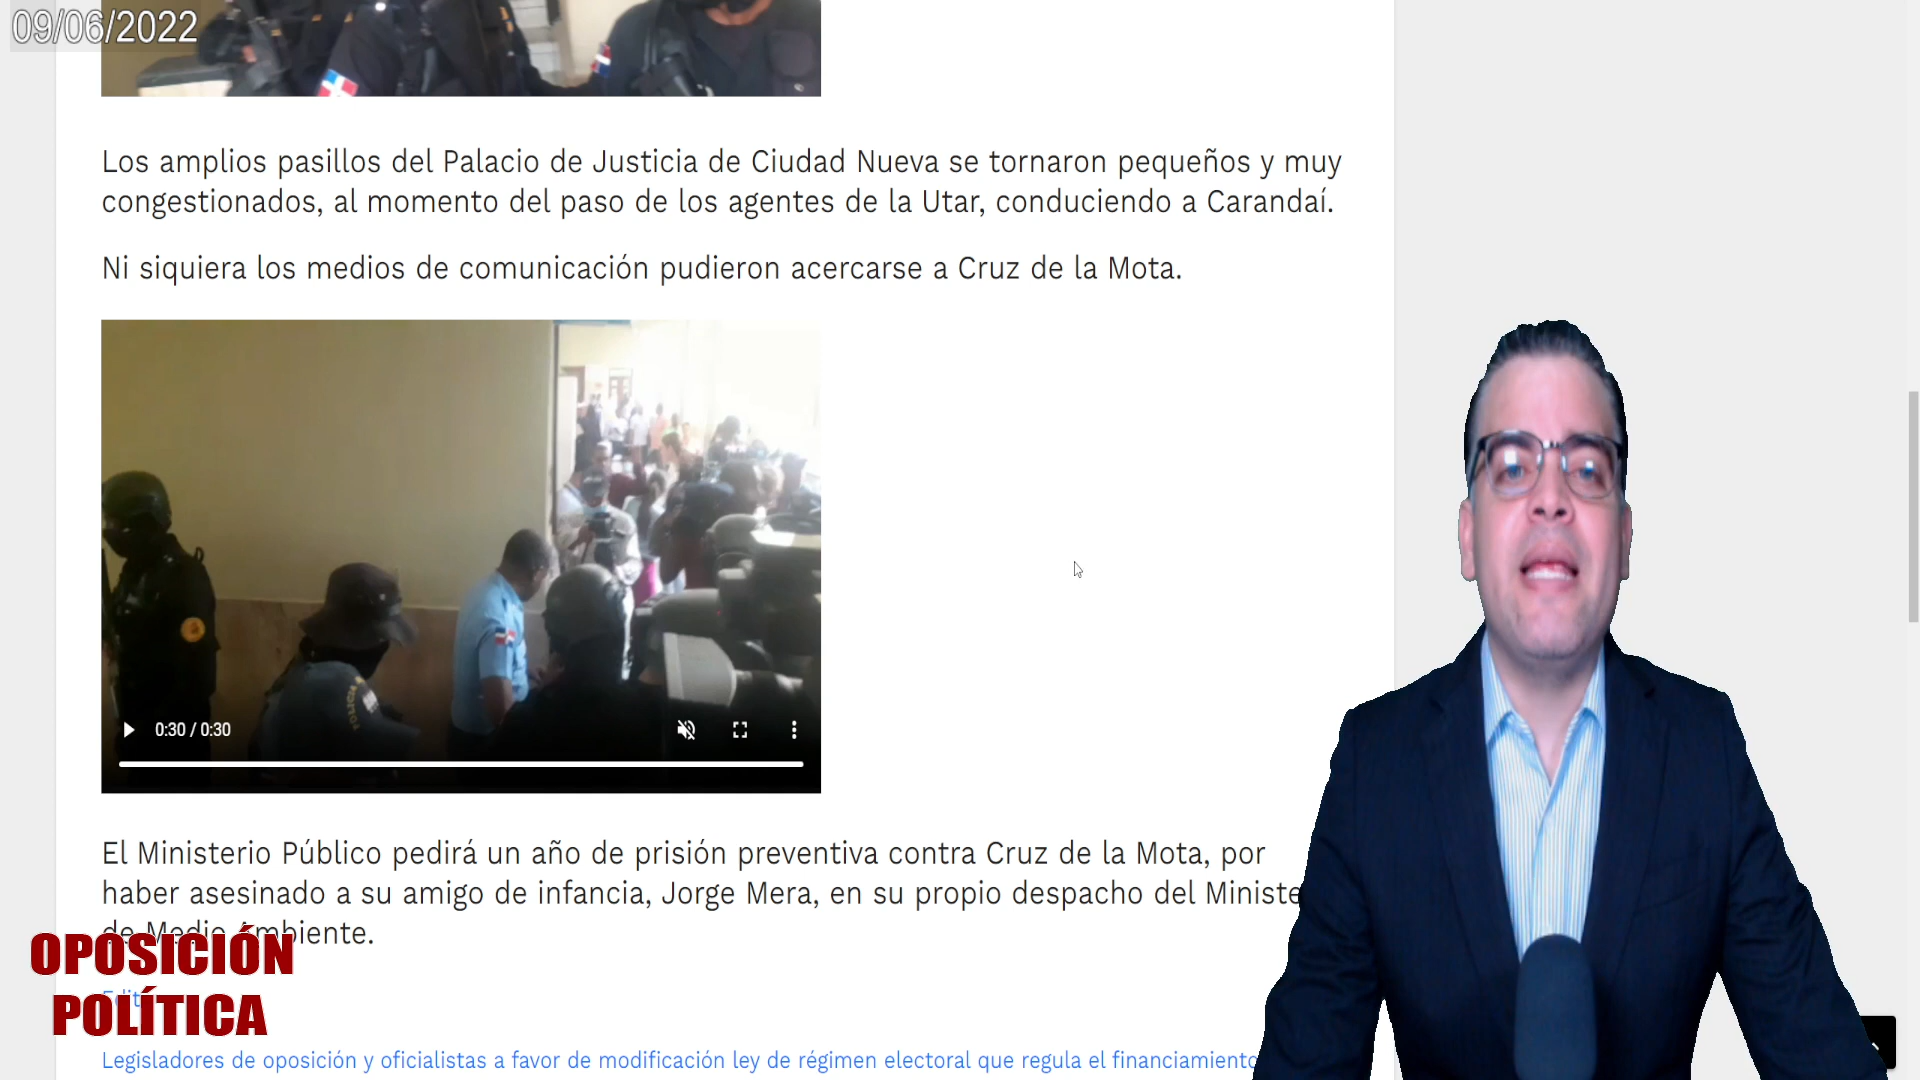 09/06/2022
Los amplios pasillos del Palacio de Justicia de Ciudad Nueva se tornaron pequeños y muy
congestionados, al momento del paso de los agentes de la Utar, conduciendo a Carandaí.
Ni siquiera los medios de comunicación pudieron acercarse a Cruz de la Mota.
0:30 / 0:30
El Ministerio Público pedirá un año de prisión preventiva contra Cruz de la Mota, por
haber asesinado a su amigo de infancia, Jorge Mera, en su propio despacho del Ministe
de Medio Ambiente.
OPOSICIÓN
POLÍTICA
Legisladores de oposición y oficialistas a favor de modificación ley de régimen electoral que regula el financiamiento